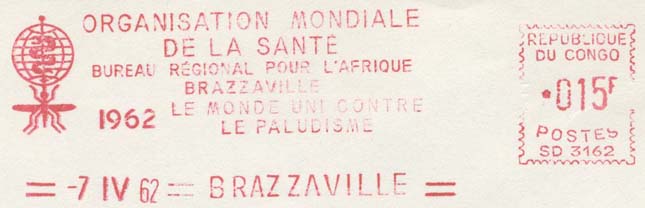 ORGANISATION MONDIALE
DE LA SANTÉ
BUREAU RÉGIONAL POUR L'AFRIQUE
BRAZZAVILLE
1962 LE MONDE UNI CONTRE
LE PALUDISME
REPUBLIQUE
DU CONGO
015F
POSTES
SD 3162
-7 IV 62 BRAZZAVILLE